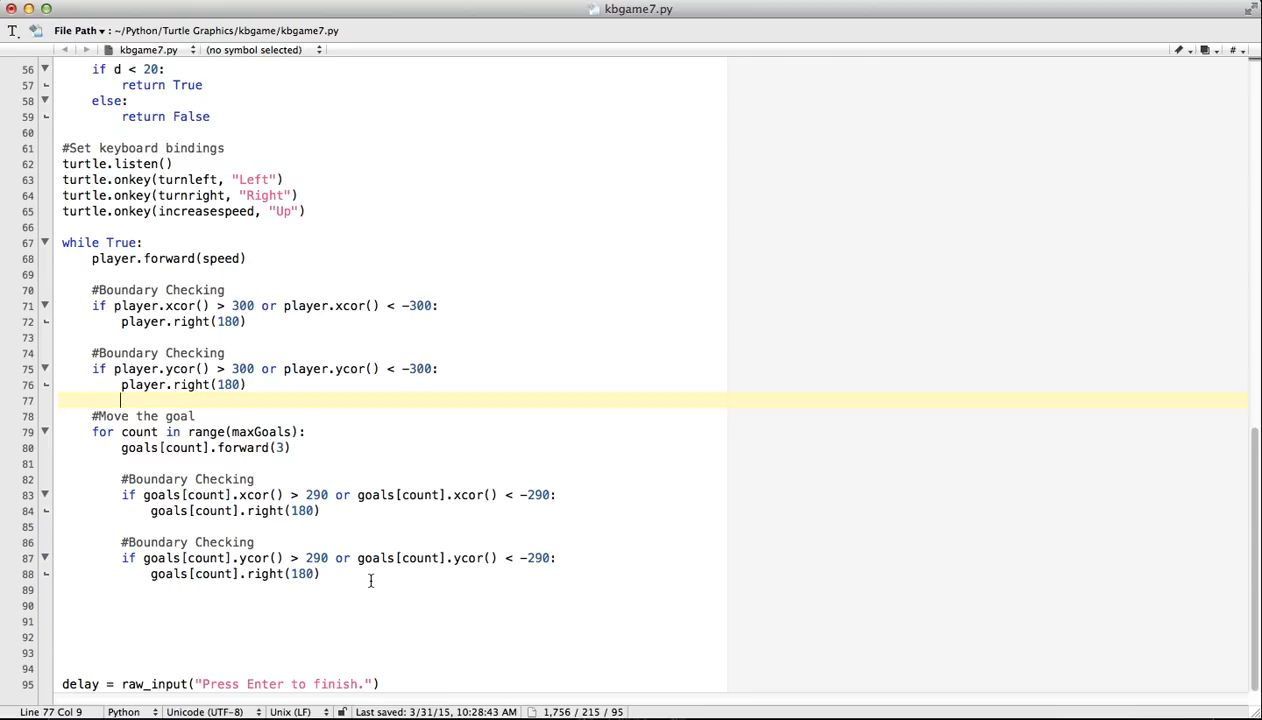 kbgame7.py
File Path ▾ : ~/Python/Turtle Graphics/kbgame/kbgame7.py
kbgame7.py (no symbol selected)
56 if d < 20:
57 return True
58 else:
59 return False
60
61 #Set keyboard bindings
62 turtle.listen()
63 turtle.onkey(turnleft, "Left")
64 turtle.onkey(turnright, "Right")
65 turtle.onkey(increasespeed, "Up")
66
67 while True:
68 player.forward(speed)
69
70 #Boundary Checking
71 if player.xcor() > 300 or player.xcor() < -300:
72 player.right(180)
73
74 #Boundary Checking
75 if player.ycor() > 300 or player.ycor() < -300:
76 player.right(180)
77
78 #Move the goal
79 for count in range(maxGoals):
80 goals[count].forward(3)
81
82 #Boundary Checking
83 if goals[count].xcor() > 290 or goals[count].xcor() < -290:
84 goals[count].right(180)
85
86 #Boundary Checking
87 if goals[count].ycor() > 290 or goals[count].ycor() < -290:
88 goals[count].right(180)
89
90
91
92
93
94
95 delay = raw_input("Press Enter to finish.")
Line 77 Col 9 Python Unicode (UTF-8) Unix (LF) Last saved: 3/31/15, 10:28:43 AM 1,756 / 215 / 95